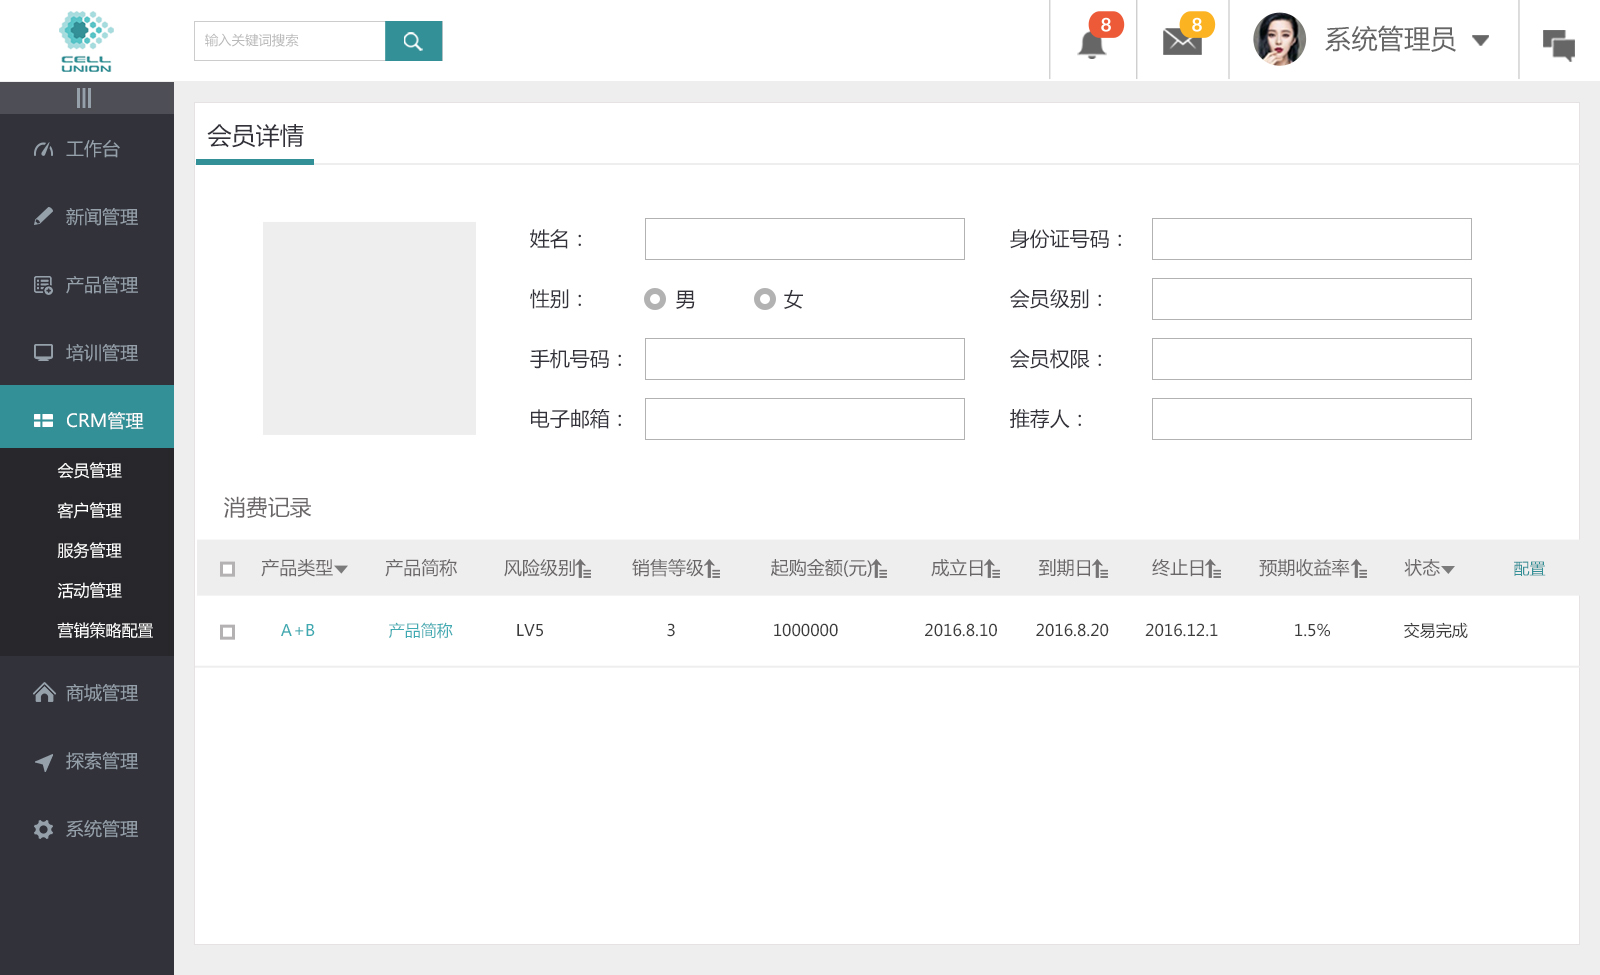 CELL
UNION
输入关键词搜索
8
8
系统管理员
工作台
新闻管理
产品管理
培训管理
CRM管理
会员管理
客户管理
服务管理
活动管理
营销策略配置
商城管理
探索管理
系统管理
会员详情
姓名：
身份证号码：
性别： 男 女
会员级别：
手机号码：
会员权限：
电子邮箱：
推荐人：
消费记录
产品类型 产品简称 风险级别 销售等级 起购金额(元) 成立日 到期日 终止日 预期收益率 状态 配置
A+B 产品简称 LV5 3 1000000 2016.8.10 2016.8.20 2016.12.1 1.5% 交易完成